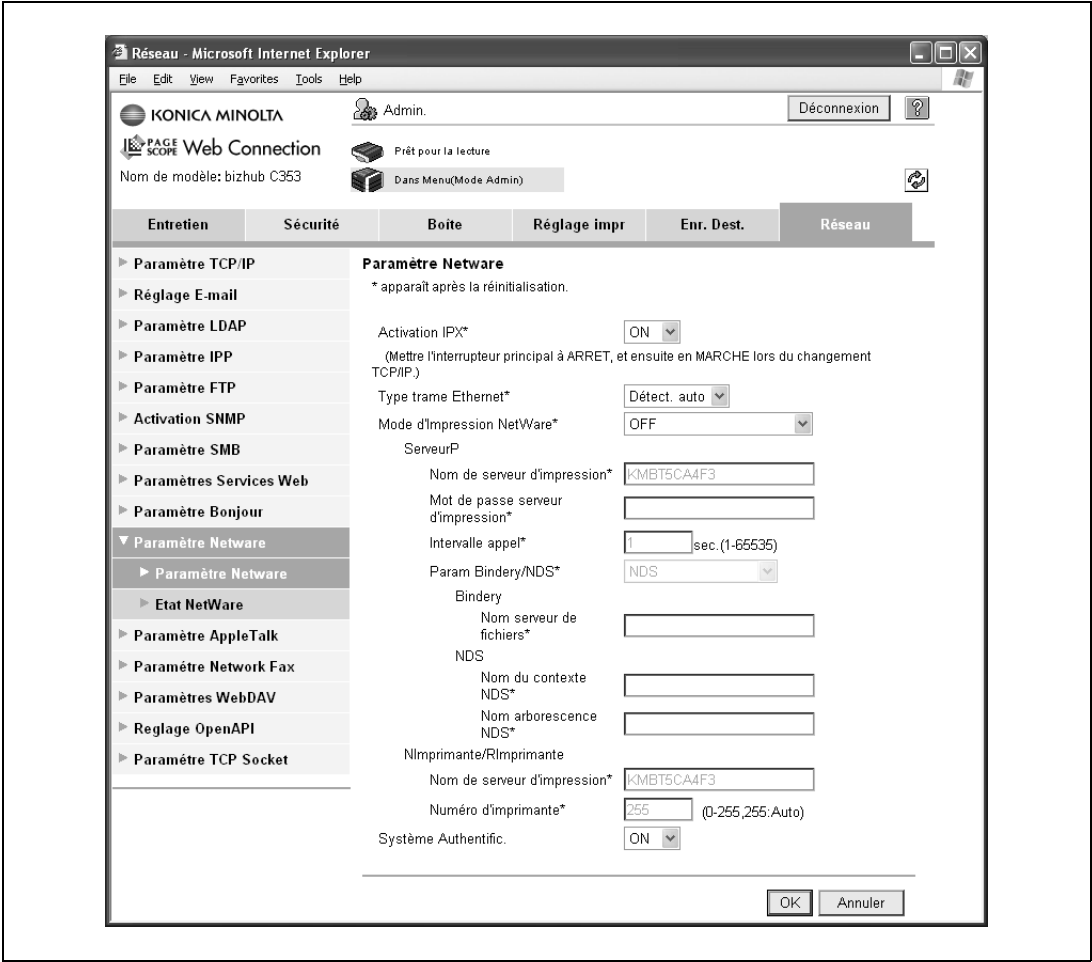 Réseau - Microsoft Internet Explorer
File Edit View Favorites Tools Help
KONICA MINOLTA
Admin.
Déconnexion
?
PAGE SCOPE Web Connection
Prêt pour la lecture
Nom de modèle: bizhub C353
Dans Menu(Mode Admin)
Entretien Sécurité Boîte Réglage impr Enr. Dest. Réseau
Paramètre TCP/IP
Réglage E-mail
Paramètre LDAP
Paramètre IPP
Paramètre FTP
Activation SNMP
Paramètre SMB
Paramètres Services Web
Paramètre Bonjour
Paramètre Netware
Paramètre Netware
Etat NetWare
Paramètre AppleTalk
Paramétre Network Fax
Paramètres WebDAV
Reglage OpenAPI
Paramétre TCP Socket
Paramètre Netware
* apparaît après la réinitialisation.
Activation IPX* ON
(Mettre l'interrupteur principal à ARRET, et ensuite en MARCHE lors du changement
TCP/IP.)
Type trame Ethernet* Détect. auto
Mode d'Impression NetWare* OFF
ServeurP
Nom de serveur d'impression* KMBT5CA4F3
Mot de passe serveur
d'impression*
Intervalle appel* 1 sec.(1-65535)
Param Bindery/NDS* NDS
Bindery
Nom serveur de
fichiers*
NDS
Nom du contexte
NDS*
Nom arborescence
NDS*
NImprimante/RImprimante
Nom de serveur d'impression* KMBT5CA4F3
Numéro d'imprimante* 255 (0-255,255:Auto)
Système Authentific. ON
OK Annuler